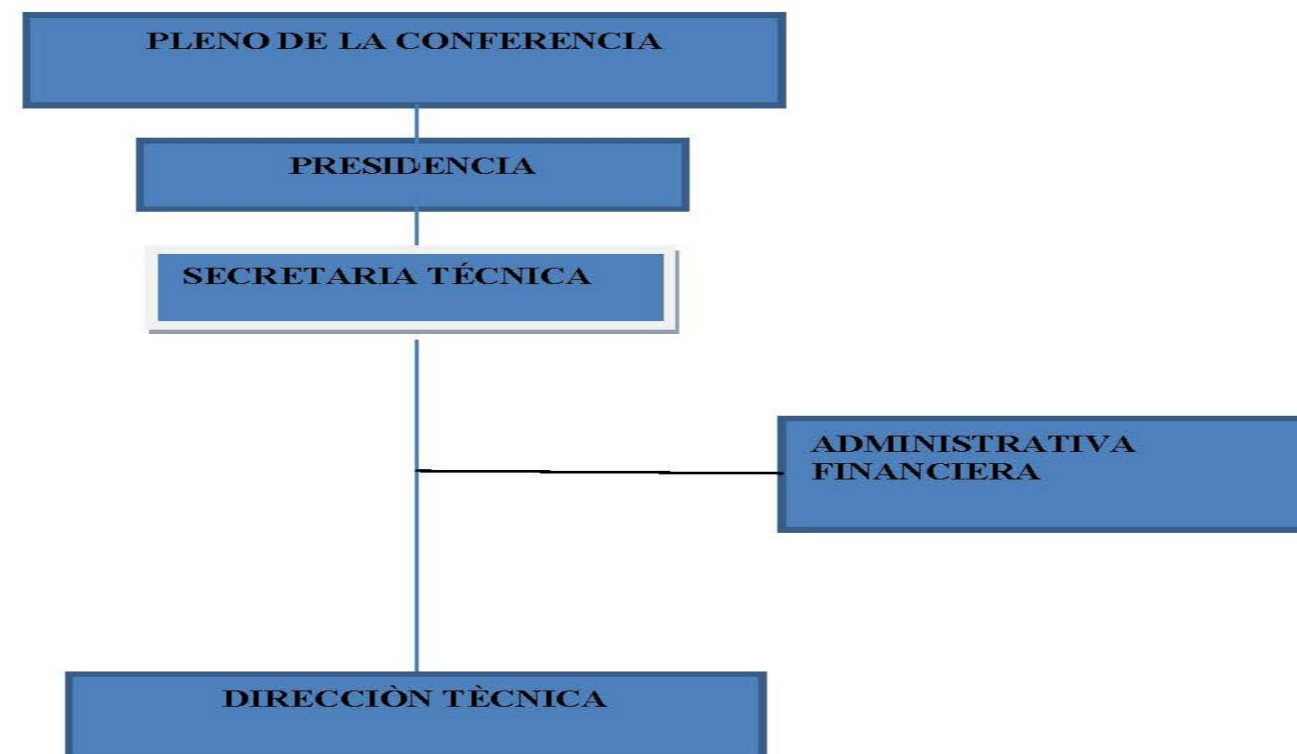 PLENO DE LA CONFERENCIA
PRESIDENCIA
SECRETARIA TÉCNICA
ADMINISTRATIVA
FINANCIERA
DIRECCIÒN TÈCNICA